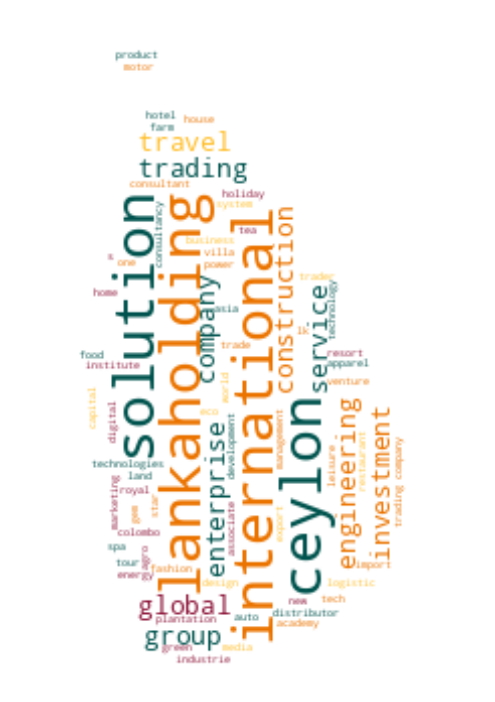 product
motor
hotel
house
farm
travel
trading
consultant
holiday
system
solution
lankaholding
international
consultancy
tea
construction
business
villa
s
one
power
company
trader
service
technology
home
asia
lk
trade
food
institute
resort
apparel
venture
world
capital
digital
eco
ceylon
engineering
investment
enterprise
development
management
leisure
restaurant
trading company
technologies
land
marketing
royal
gem
star
colombo
associate
export
spa
agro
tour
energy
fashion
import
design
logistic
global
new
tech
plantation
auto
distributor
academy
group
green
media
industrie